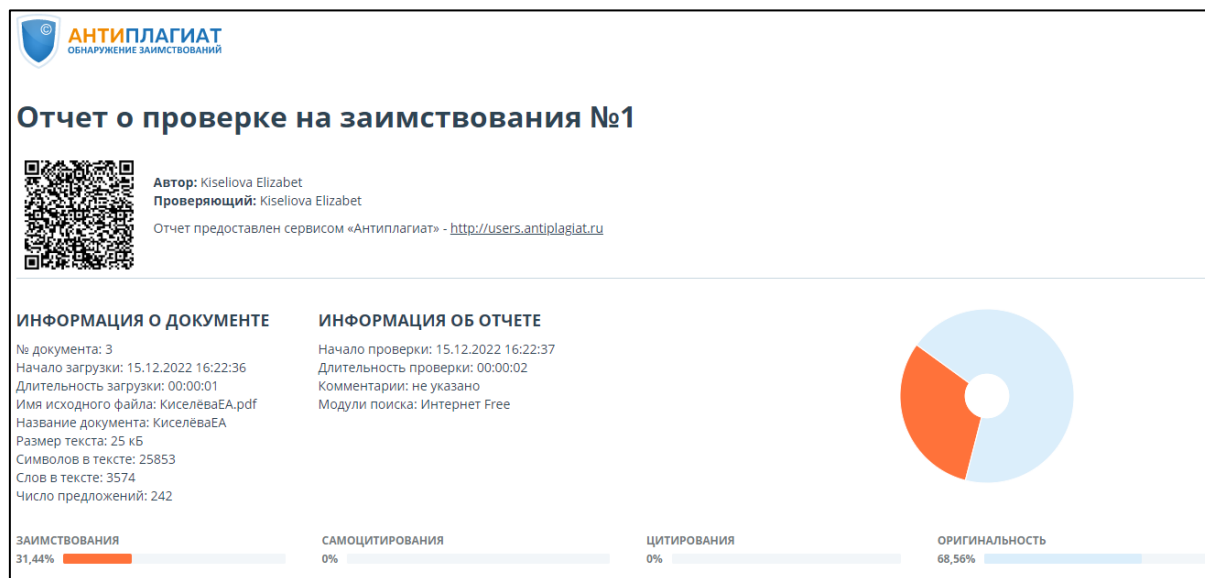 АНТИПЛАГИАТ
ОБНАРУЖЕНИЕ ЗАИМСТВОВАНИЙ
Отчет о проверке на заимствования №1
Автор: Kiseliova Elizabet
Проверяющий: Kiseliova Elizabet
Отчет предоставлен сервисом «Антиплагиат» - http://users.antiplagiat.ru
ИНФОРМАЦИЯ О ДОКУМЕНТЕ
№ документа: 3
Начало загрузки: 15.12.2022 16:22:36
Длительность загрузки: 00:00:01
Имя исходного файла: КиселёваЕА.pdf
Название документа: КиселёваЕА
Размер текста: 25 кБ
Символов в тексте: 25853
Слов в тексте: 3574
Число предложений: 242
ИНФОРМАЦИЯ ОБ ОТЧЕТЕ
Начало проверки: 15.12.2022 16:22:37
Длительность проверки: 00:00:02
Комментарии: не указано
Модули поиска: Интернет Free
ЗАИМСТВОВАНИЯ
31,44%
САМОЦИТИРОВАНИЯ
0%
ЦИТИРОВАНИЯ
0%
ОРИГИНАЛЬНОСТЬ
68,56%